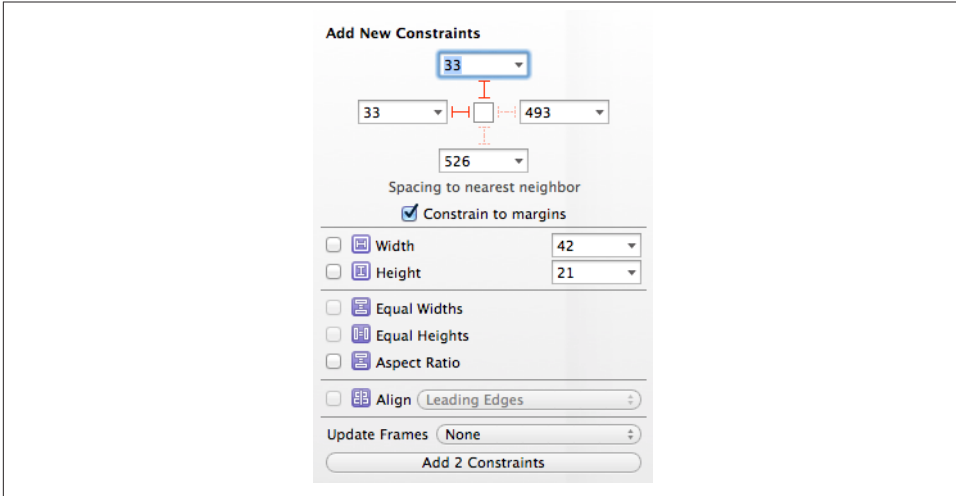 Add New Constraints
33
33 493
526
Spacing to nearest neighbor
Constrain to margins
Width 42
Height 21
Equal Widths
Equal Heights
Aspect Ratio
Align Leading Edges
Update Frames None
Add 2 Constraints